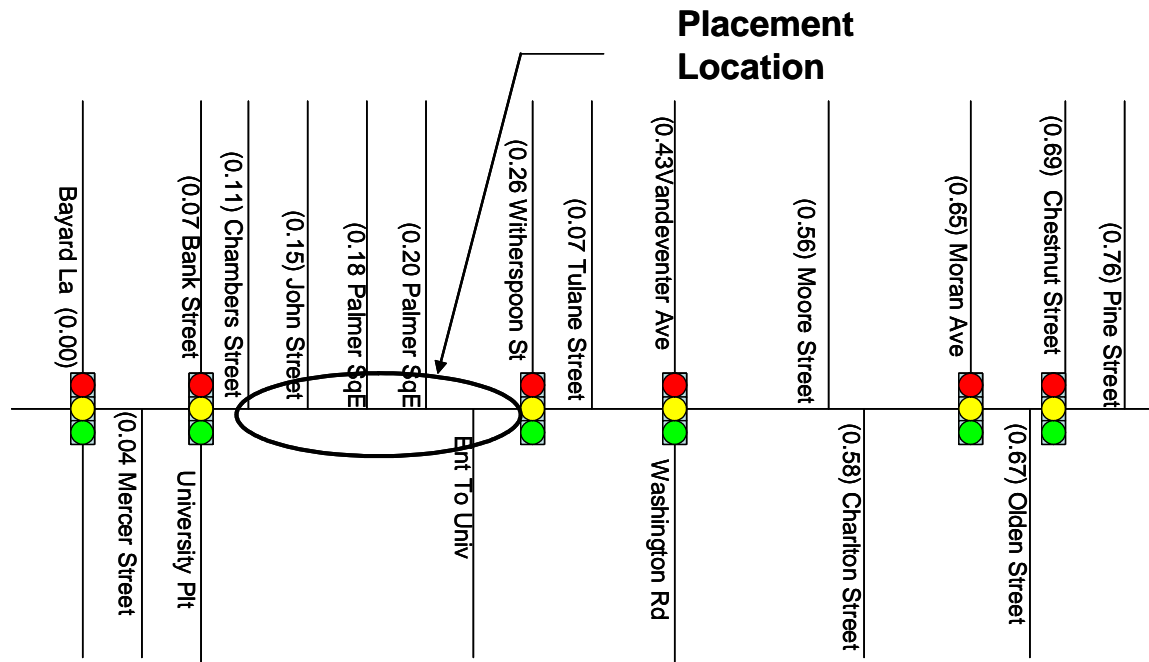 Placement
Location
Bayard La (0.00)
(0.04 Mercer Street
(0.07 Bank Street
University Plt
(0.11) Chambers Street
(0.15) John Street
(0.18 Palmer SqE
(0.20 Palmer SqE
Ent To Univ
(0.26 Witherspoon St
(0.07 Tulane Street
(0.43Vandeventer Ave
Washington Rd
(0.56) Moore Street
(0.58) Charlton Street
(0.65) Moran Ave
(0.67) Olden Street
(0.69) Chestnut Street
(0.76) Pine Street